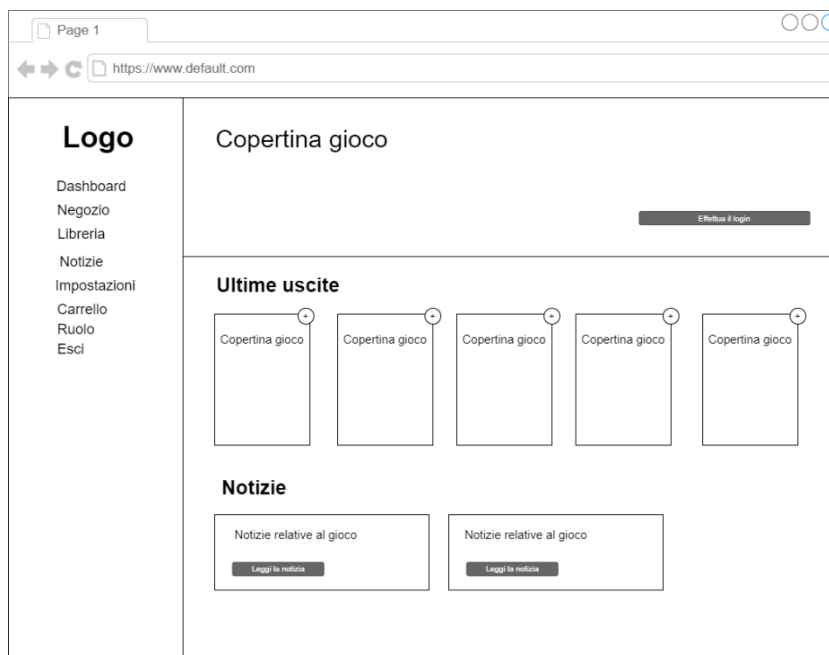 Page 1
https://www.default.com
Logo
Dashboard
Negozio
Libreria
Notizie
Impostazioni
Carrello
Ruolo
Esci
Copertina gioco
Effettua il login
Ultime uscite
+ + + + +
Copertina gioco Copertina gioco Copertina gioco Copertina gioco Copertina gioco
Notizie
Notizie relative al gioco
Leggi la notizia
Notizie relative al gioco
Leggi la notizia